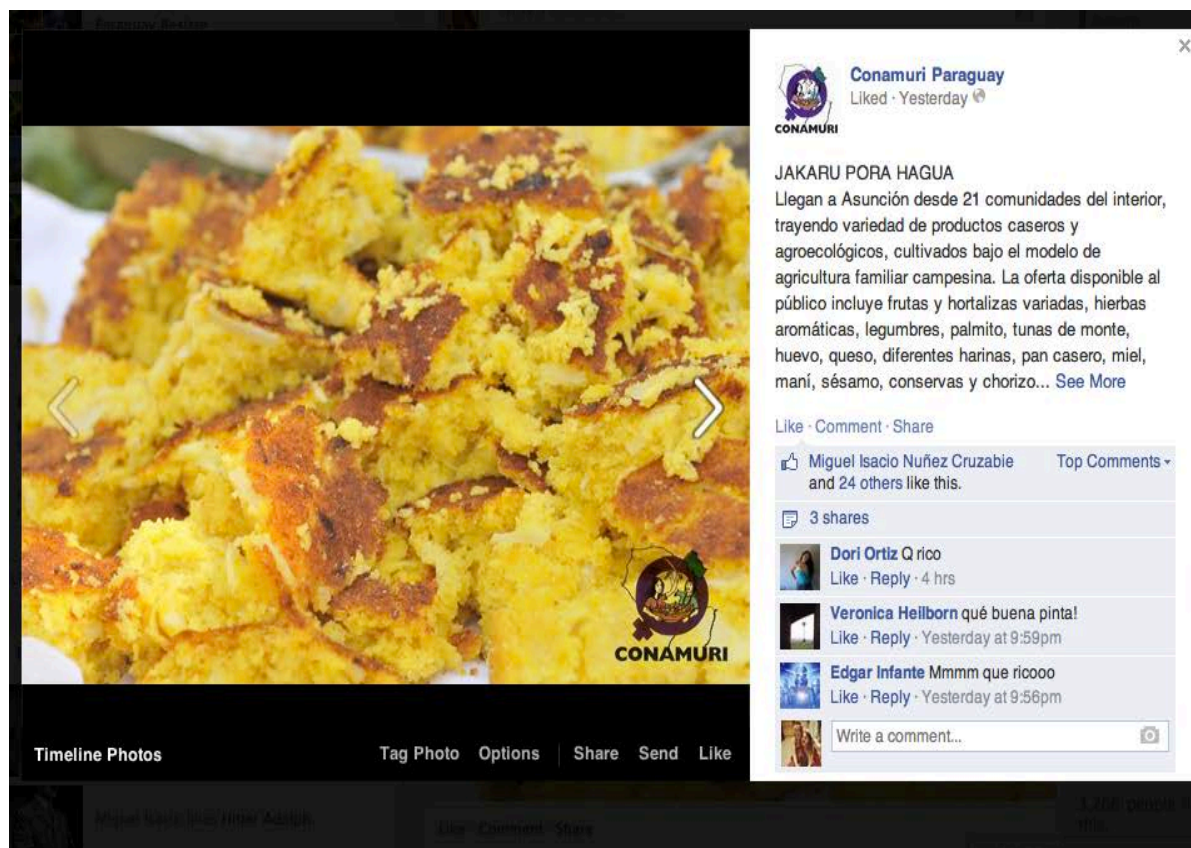 Conamuri Paraguay
Liked · Yesterday
CONAMURI
JAKARU PORA HAGUA
Llegan a Asunción desde 21 comunidades del interior,
trayendo variedad de productos caseros y
agroecológicos, cultivados bajo el modelo de
agricultura familiar campesina. La oferta disponible al
público incluye frutas y hortalizas variadas, hierbas
aromáticas, legumbres, palmito, tunas de monte,
huevo, queso, diferentes harinas, pan casero, miel,
maní, sésamo, conservas y chorizo... See More
Like · Comment · Share
Miguel Isacio Nuñez Cruzabie Top Comments
and 24 others like this.
3 shares
Dori Ortiz Q rico
Like · Reply · 4 hrs
Veronica Heilborn qué buena pinta!
Like · Reply · Yesterday at 9:59pm
Edgar Infante Mmmm que ricooo
Like · Reply · Yesterday at 9:56pm
Write a comment...
CONAMURI
Timeline Photos Tag Photo Options Share Send Like
Like · Comment · Share